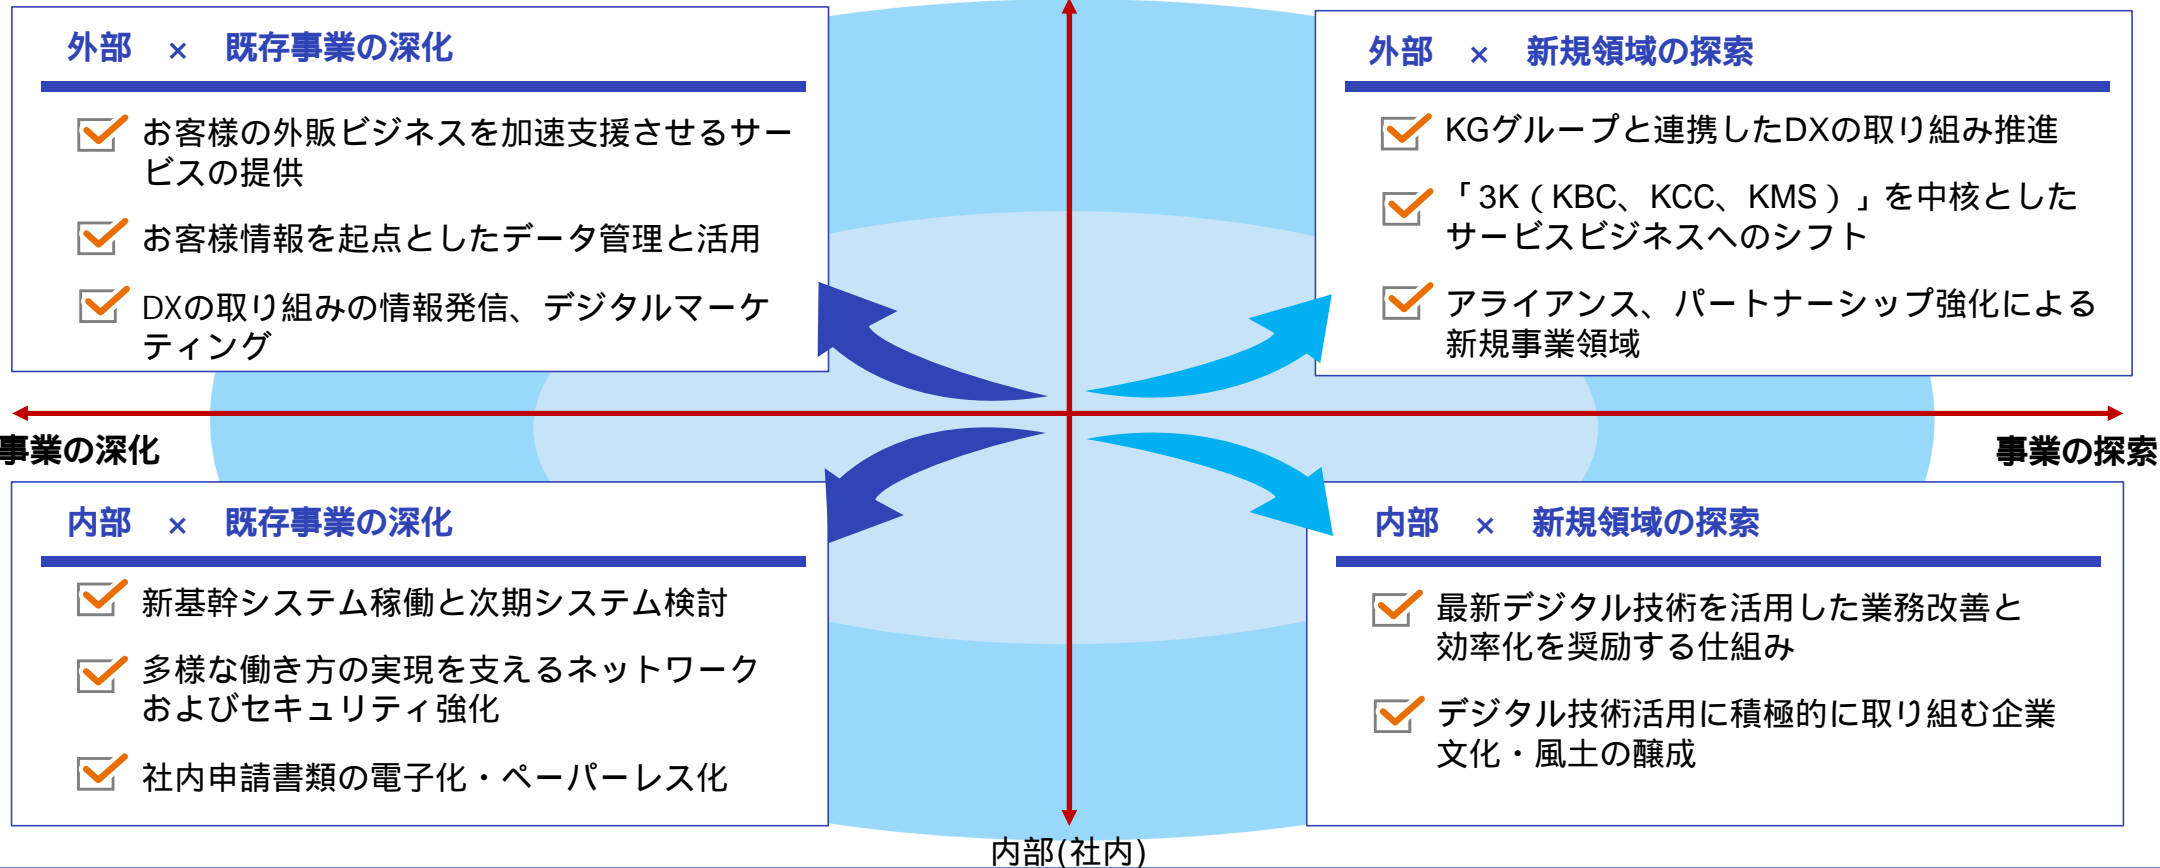 外部 × 既存事業の深化
お客様の外販ビジネスを加速支援させるサー
ビスの提供
お客様情報を起点としたデータ管理と活用
DXの取り組みの情報発信、デジタルマーケ
ティング
外部 × 新規領域の探索
KGグループと連携したDXの取り組み推進
「3K（KBC、KCC、KMS）」を中核とした
サービスビジネスへのシフト
アライアンス、パートナーシップ強化による
新規事業領域
事業の深化
事業の探索
内部 × 既存事業の深化
新基幹システム稼働と次期システム検討
多様な働き方の実現を支えるネットワーク
およびセキュリティ強化
社内申請書類の電子化・ペーパーレス化
内部 × 新規領域の探索
最新デジタル技術を活用した業務改善と
効率化を奨励する仕組み
デジタル技術活用に積極的に取り組む企業
文化・風土の醸成
内部(社内)